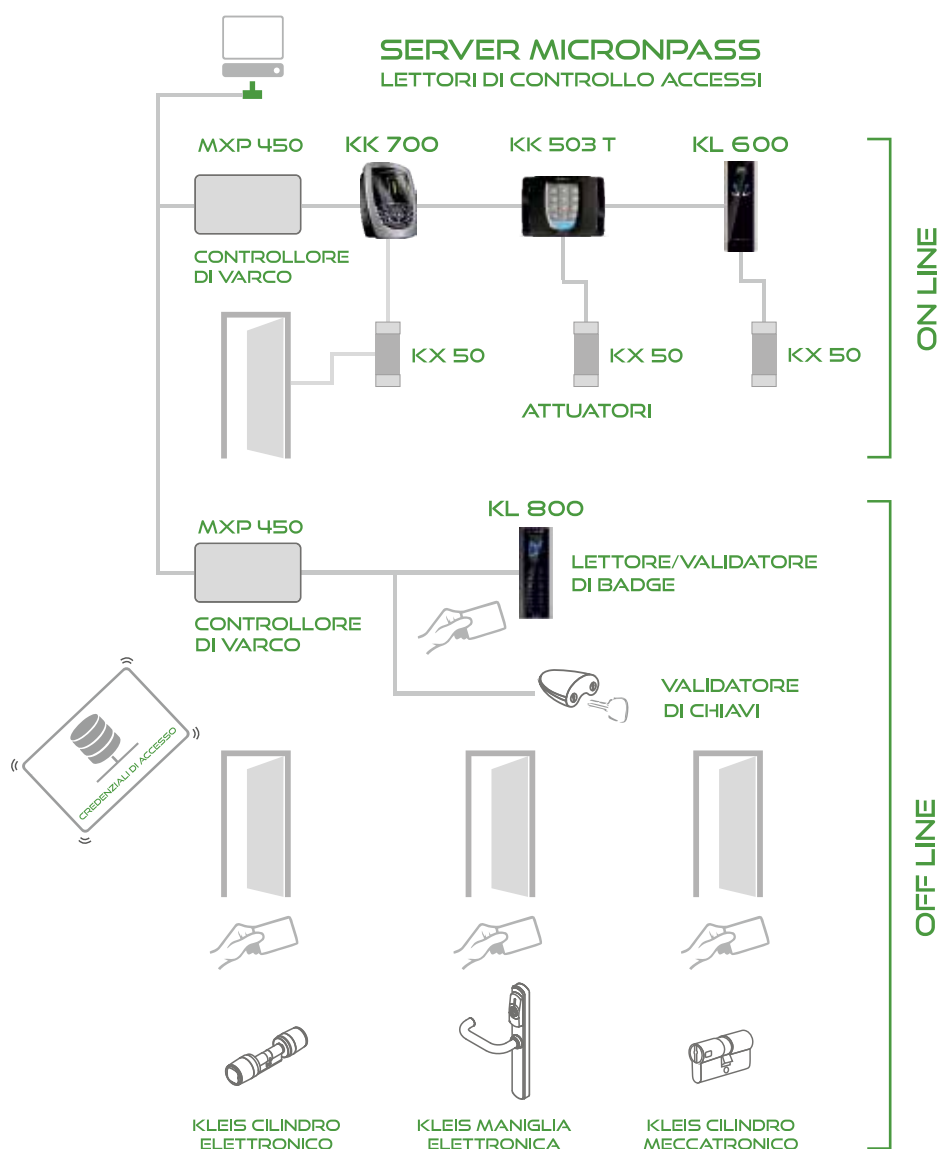 SERVER MICRONPASS
LETTORI DI CONTROLLO ACCESSI
MXP 450
KK 700
KK 503 T
KL 600
CONTROLLORE
DI VARCO
KX 50
KX 50
KX 50
ATTUATORI
ON LINE
MXP 450
KL 800
LETTORE/VALIDATORE
DI BADGE
CONTROLLORE
DI VARCO
VALIDATORE
DI CHIAVI
CREDENZIALI DI ACCESSO
OFF LINE
KLEIS CILINDRO
ELETTRONICO
KLEIS MANIGLIA
ELETTRONICA
KLEIS CILINDRO
MECCATRONICO